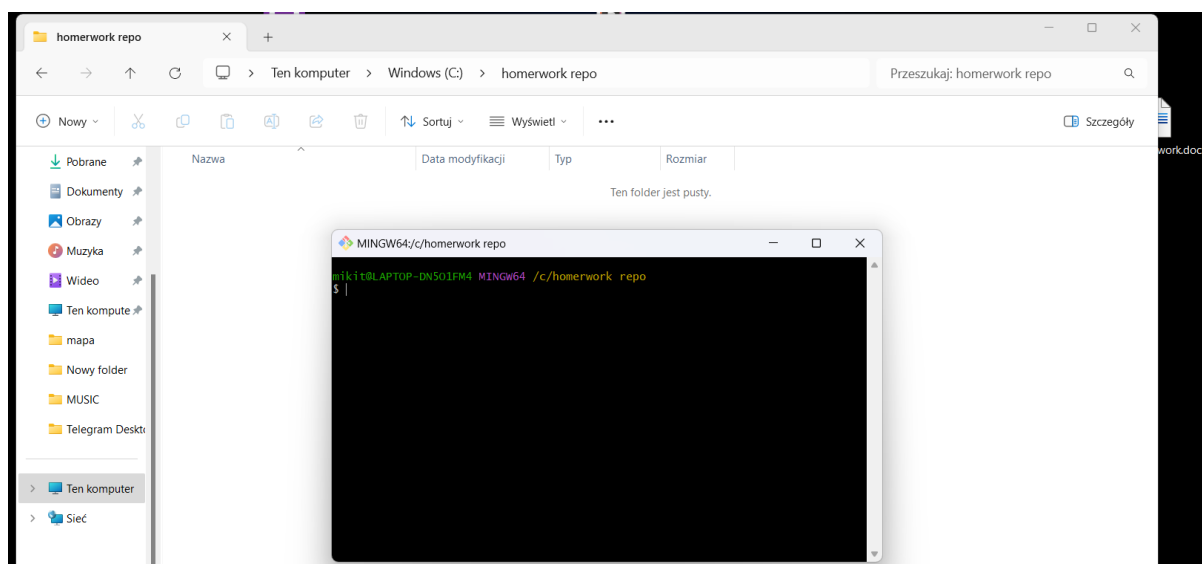 homerwork repo
Ten komputer > Windows (C:) > homerwork repo
Przeszukaj: homerwork repo
Nowy
Sortuj
Wyświetl
Szczegóły
work.doc
Pobrane
Dokumenty
Obrazy
Muzyka
Wideo
Ten kompute
mapa
Nowy folder
MUSIC
Telegram Deskt
Ten komputer
Sieć
Nazwa
Data modyfikacji
Typ
Rozmiar
Ten folder jest pusty.
MINGW64:/c/homerwork repo
mikit@LAPTOP-DN5O1FM4 MINGW64 /c/homerwork repo
$